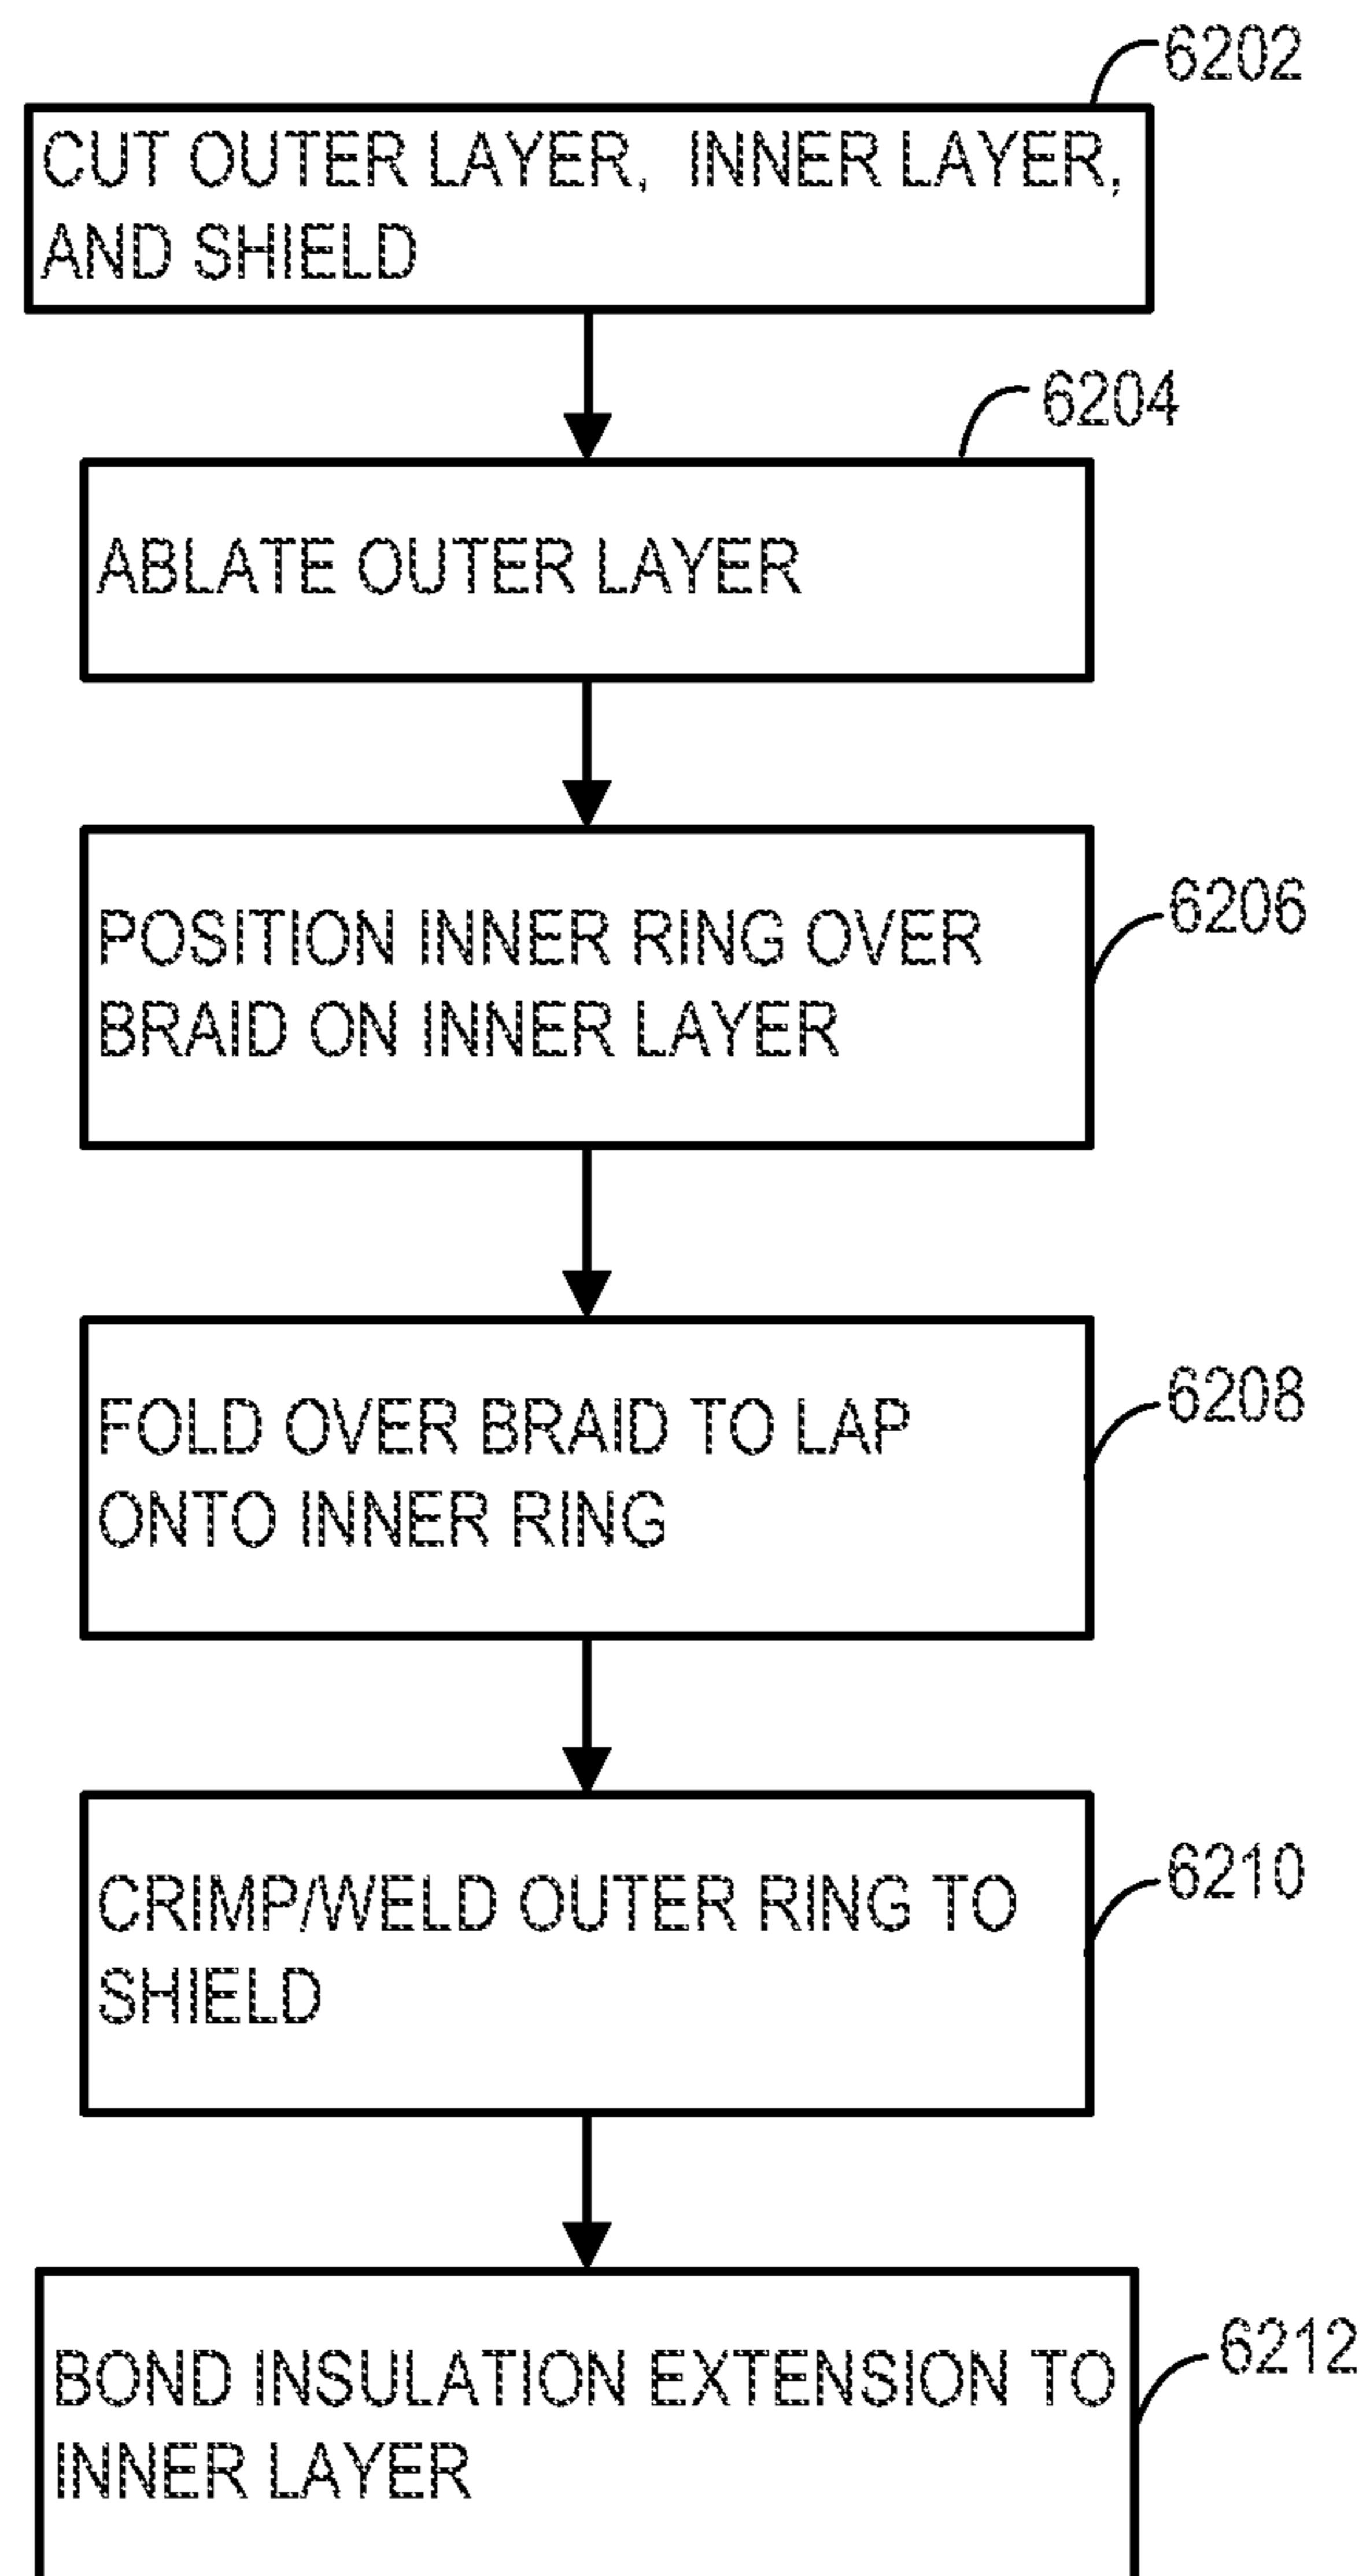 6202
CUT OUTER LAYER, INNER LAYER,
AND SHIELD
6204
ABLATE OUTER LAYER
6206
POSITION INNER RING OVER
BRAID ON INNER LAYER
6208
FOLD OVER BRAID TO LAP
ONTO INNER RING
6210
CRIMP/WELD OUTER RING TO
SHIELD
6212
BOND INSULATION EXTENSION TO
INNER LAYER